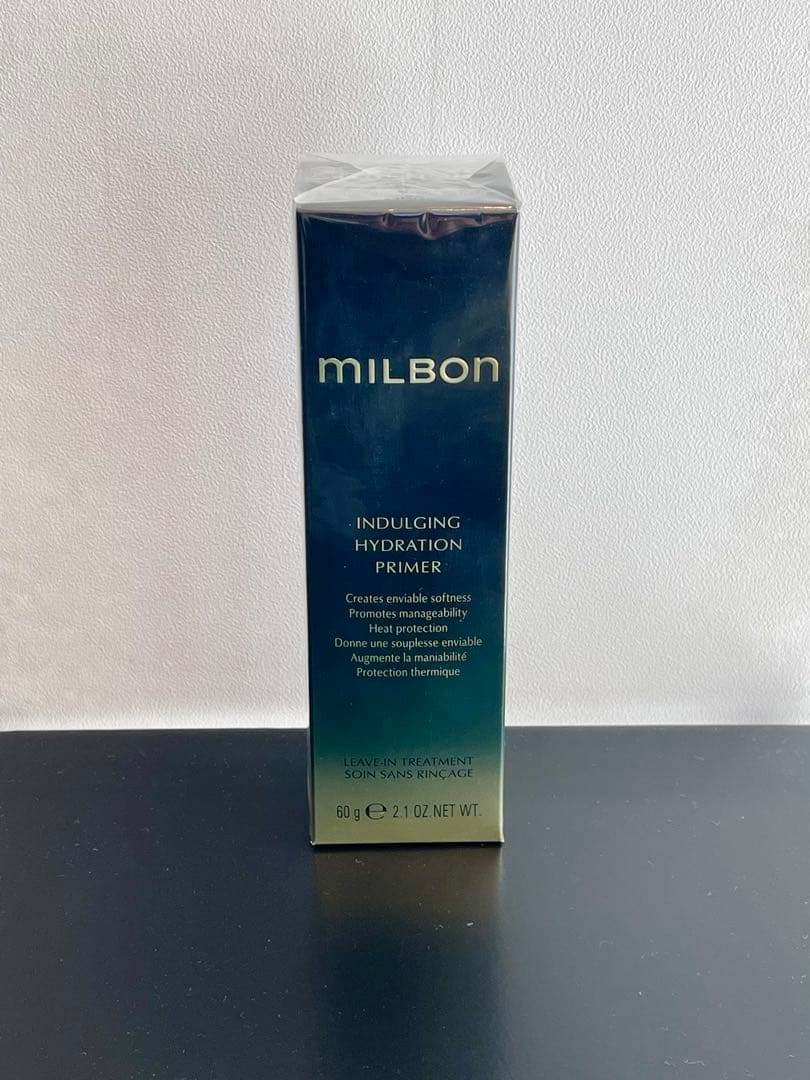 mILBOn
INDULGING
HYDRATION
PRIMER
Creates enviable softness
Promotes manageability
Heat protection
Donne une souplesse enviable
Augmente la maniabilité
Protection thermique
LEAVE-IN TREATMENT
SOIN SANS RINÇAGE
60 g ℮ 2.1 OZ.NET WT.